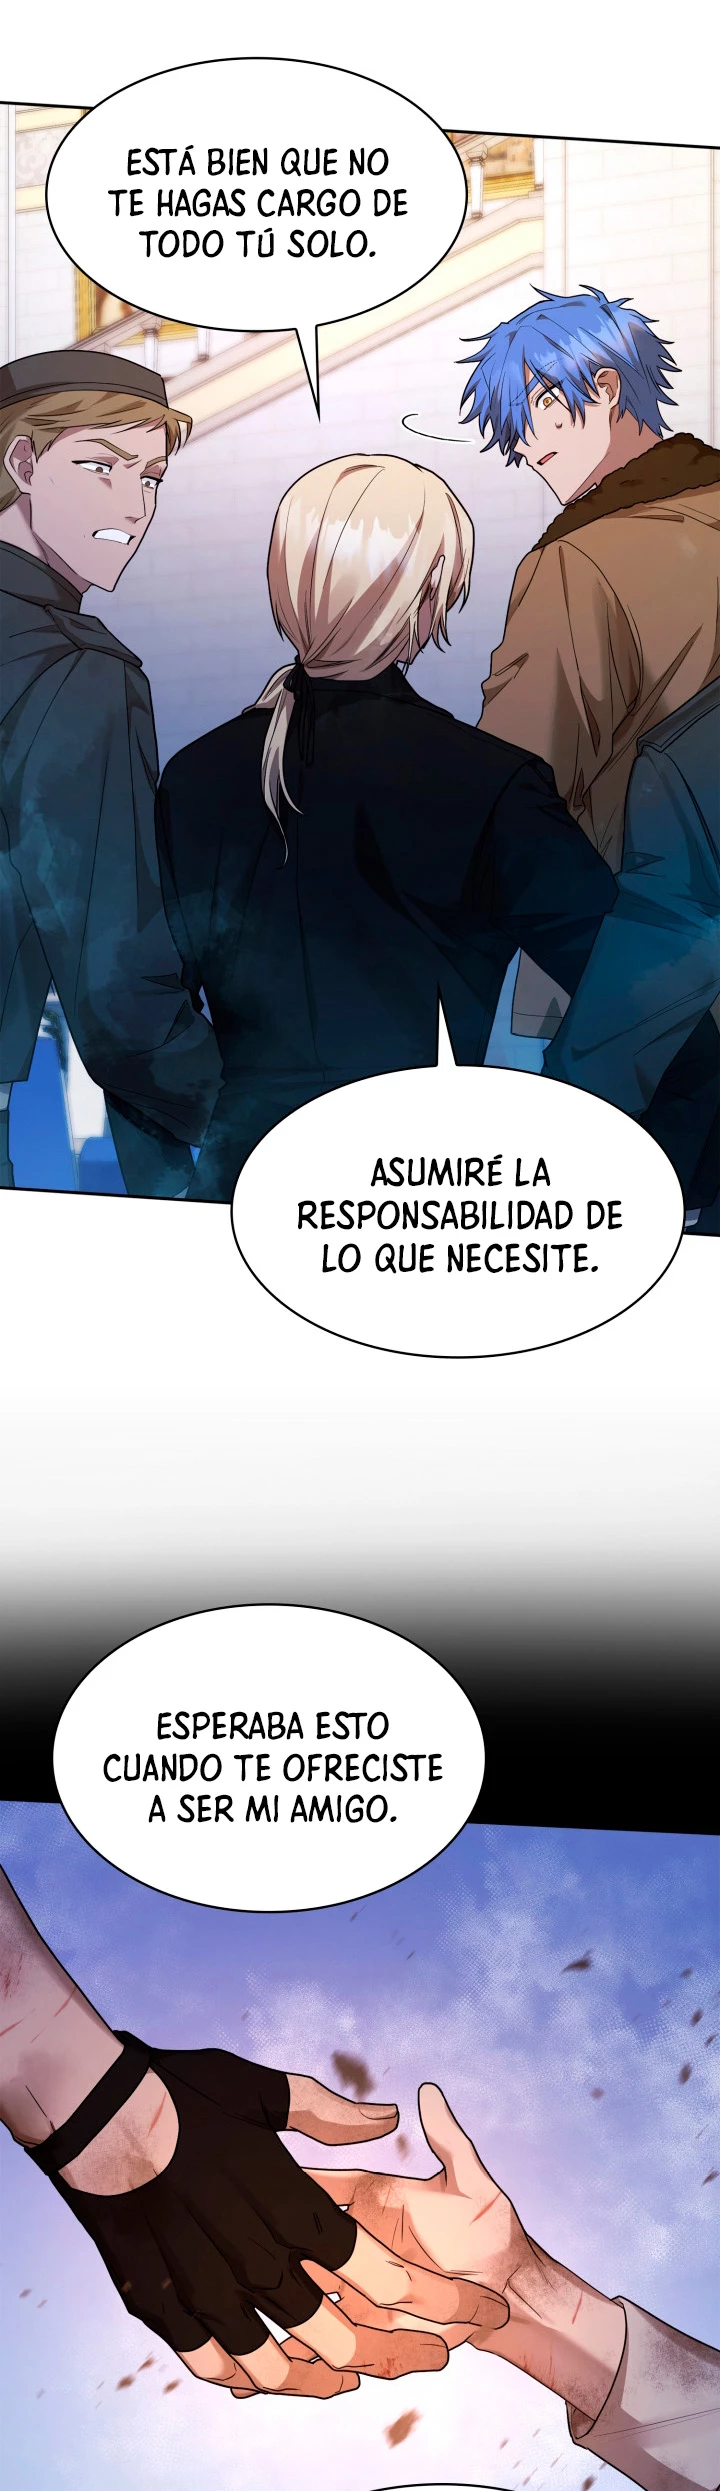 ESTÁ BIEN QUE NO
TE HAGAS CARGO DE
TODO TÚ SOLO.
ASUMIRÉ LA
RESPONSABILIDAD DE
LO QUE NECESITE.
ESPERABA ESTO
CUANDO TE OFRECISTE
A SER MI AMIGO.